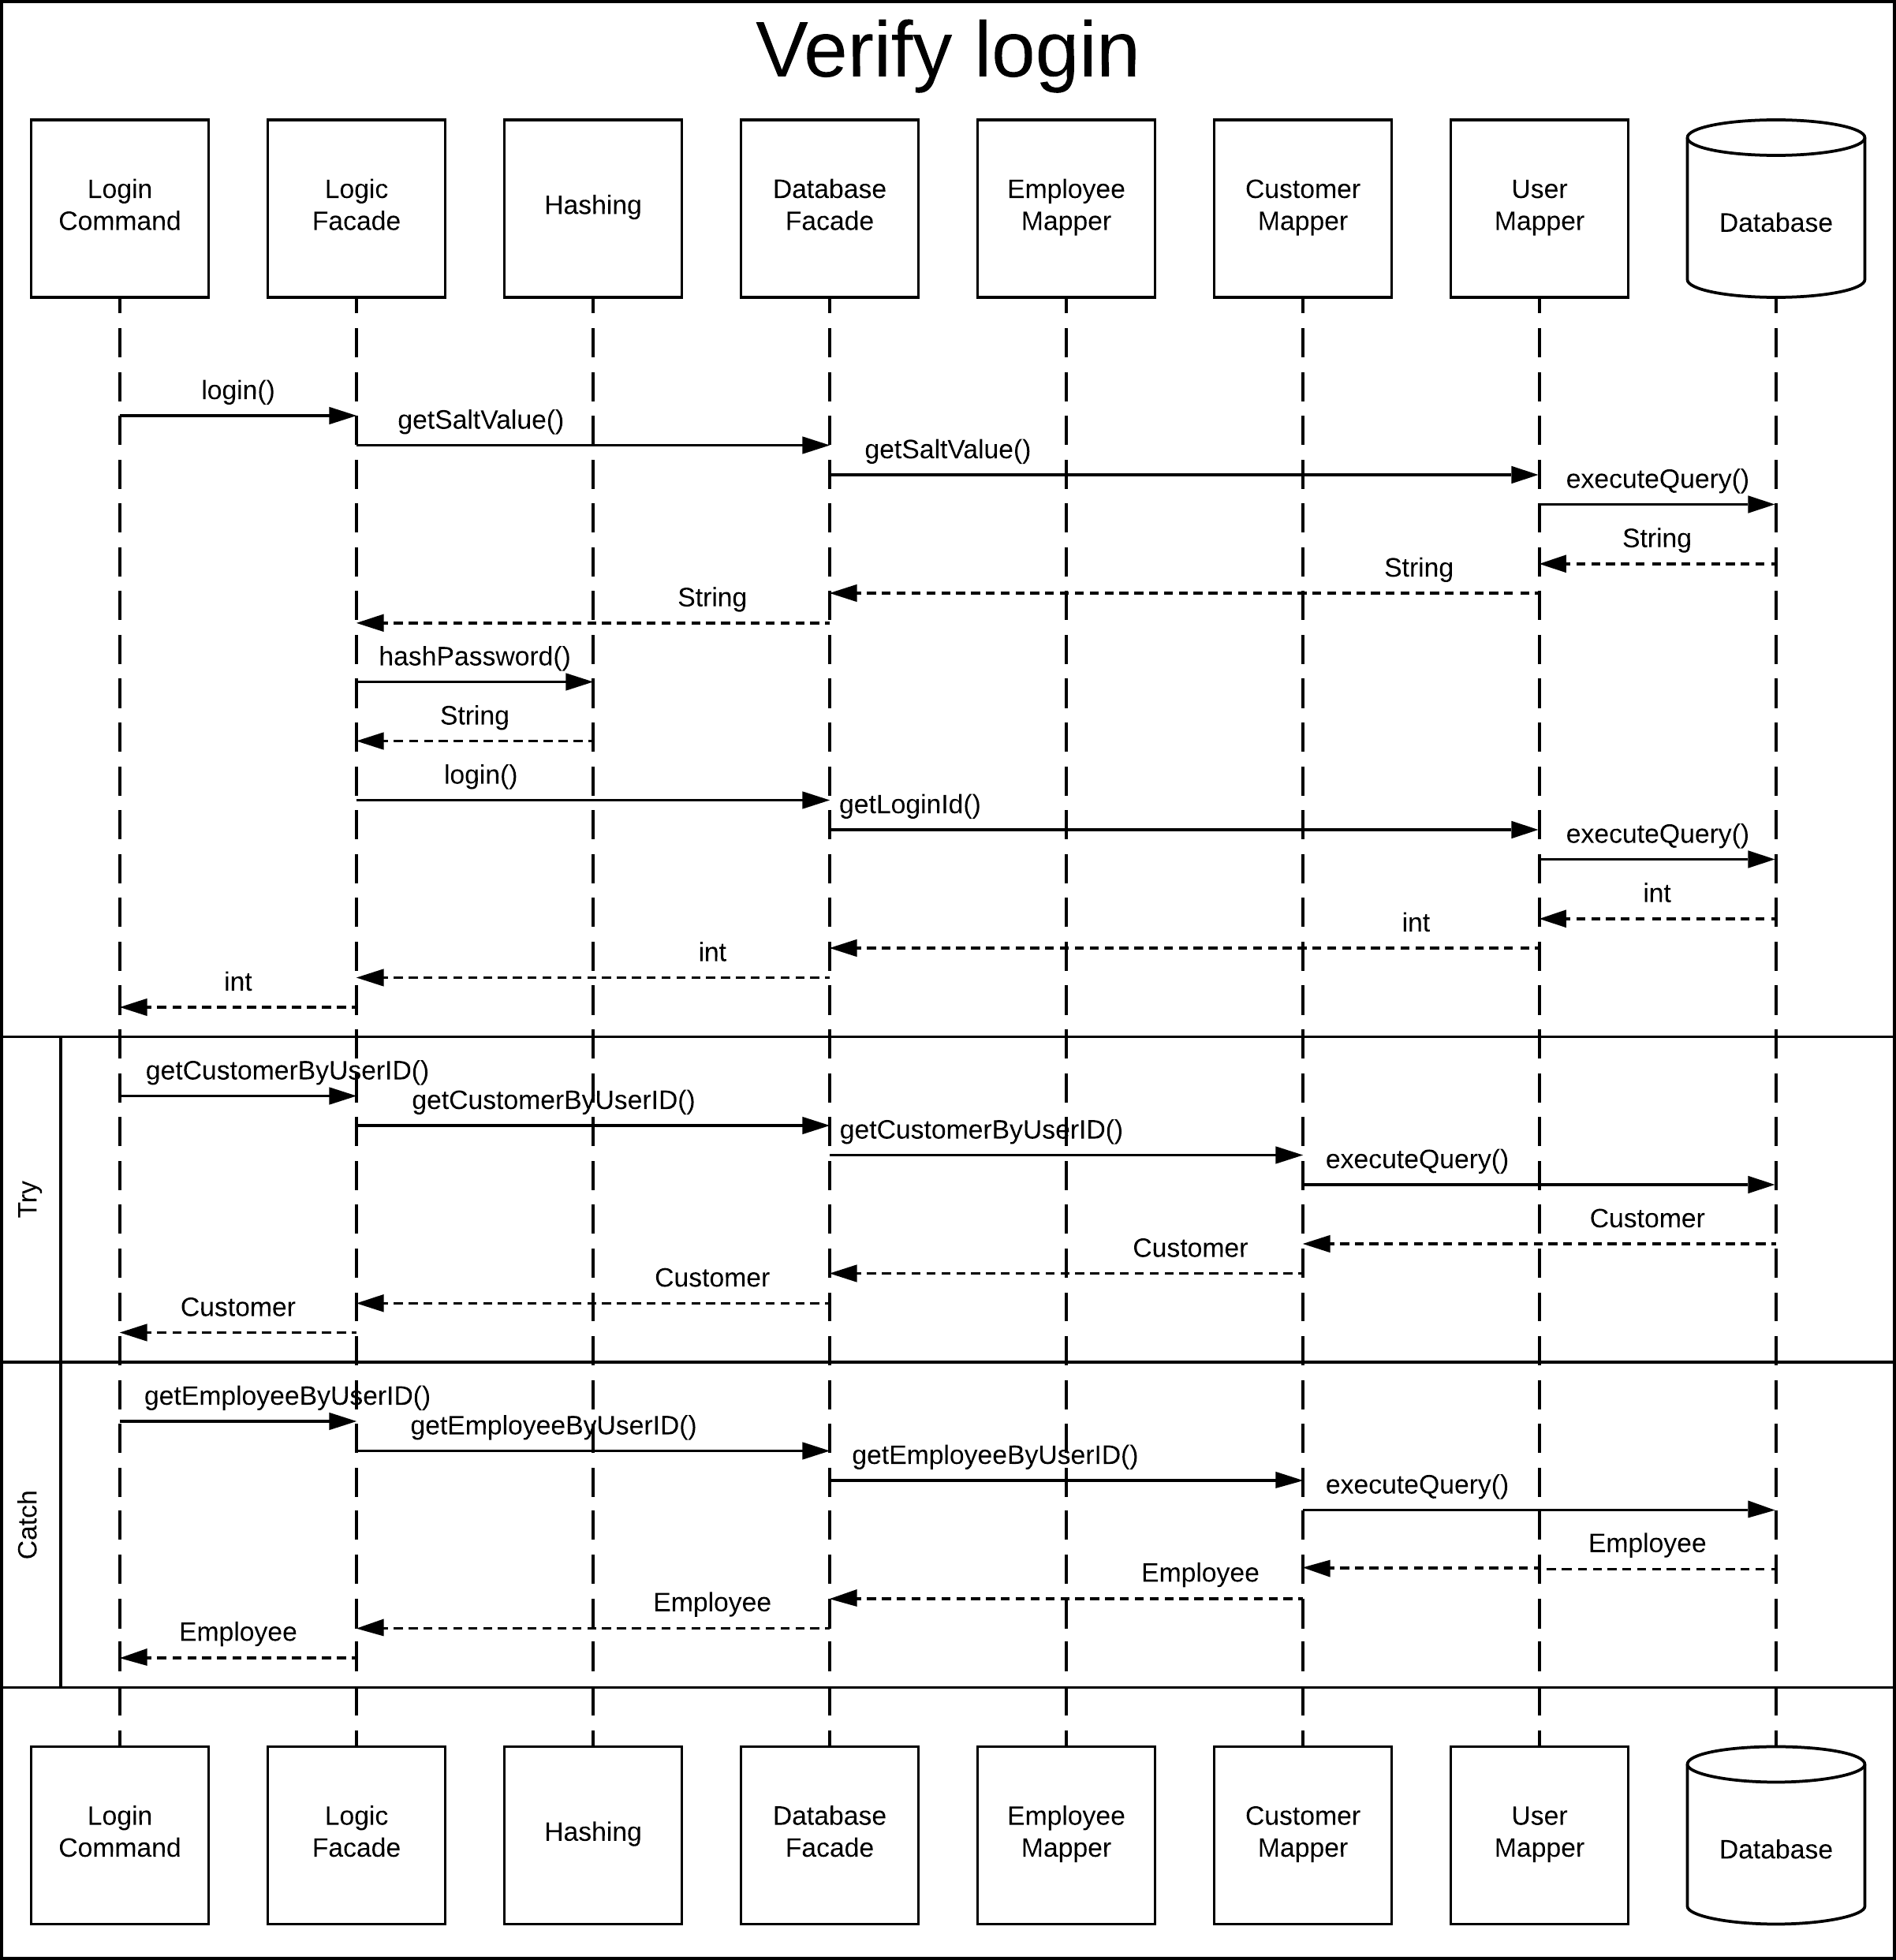 Verify login
Login
Command
Logic
Facade
Hashing
Database
Facade
Employee
Mapper
Customer
Mapper
User
Mapper
Database
login()
getSaltValue()
getSaltValue()
executeQuery()
String
String
String
hashPassword()
String
login()
getLoginId()
executeQuery()
int
int
int
int
Try
getCustomerByUserID()
getCustomerByUserID()
getCustomerByUserID()
executeQuery()
Customer
Customer
Customer
Customer
Catch
getEmployeeByUserID()
getEmployeeByUserID()
getEmployeeByUserID()
executeQuery()
Employee
Employee
Employee
Employee
Login
Command
Logic
Facade
Hashing
Database
Facade
Employee
Mapper
Customer
Mapper
User
Mapper
Database